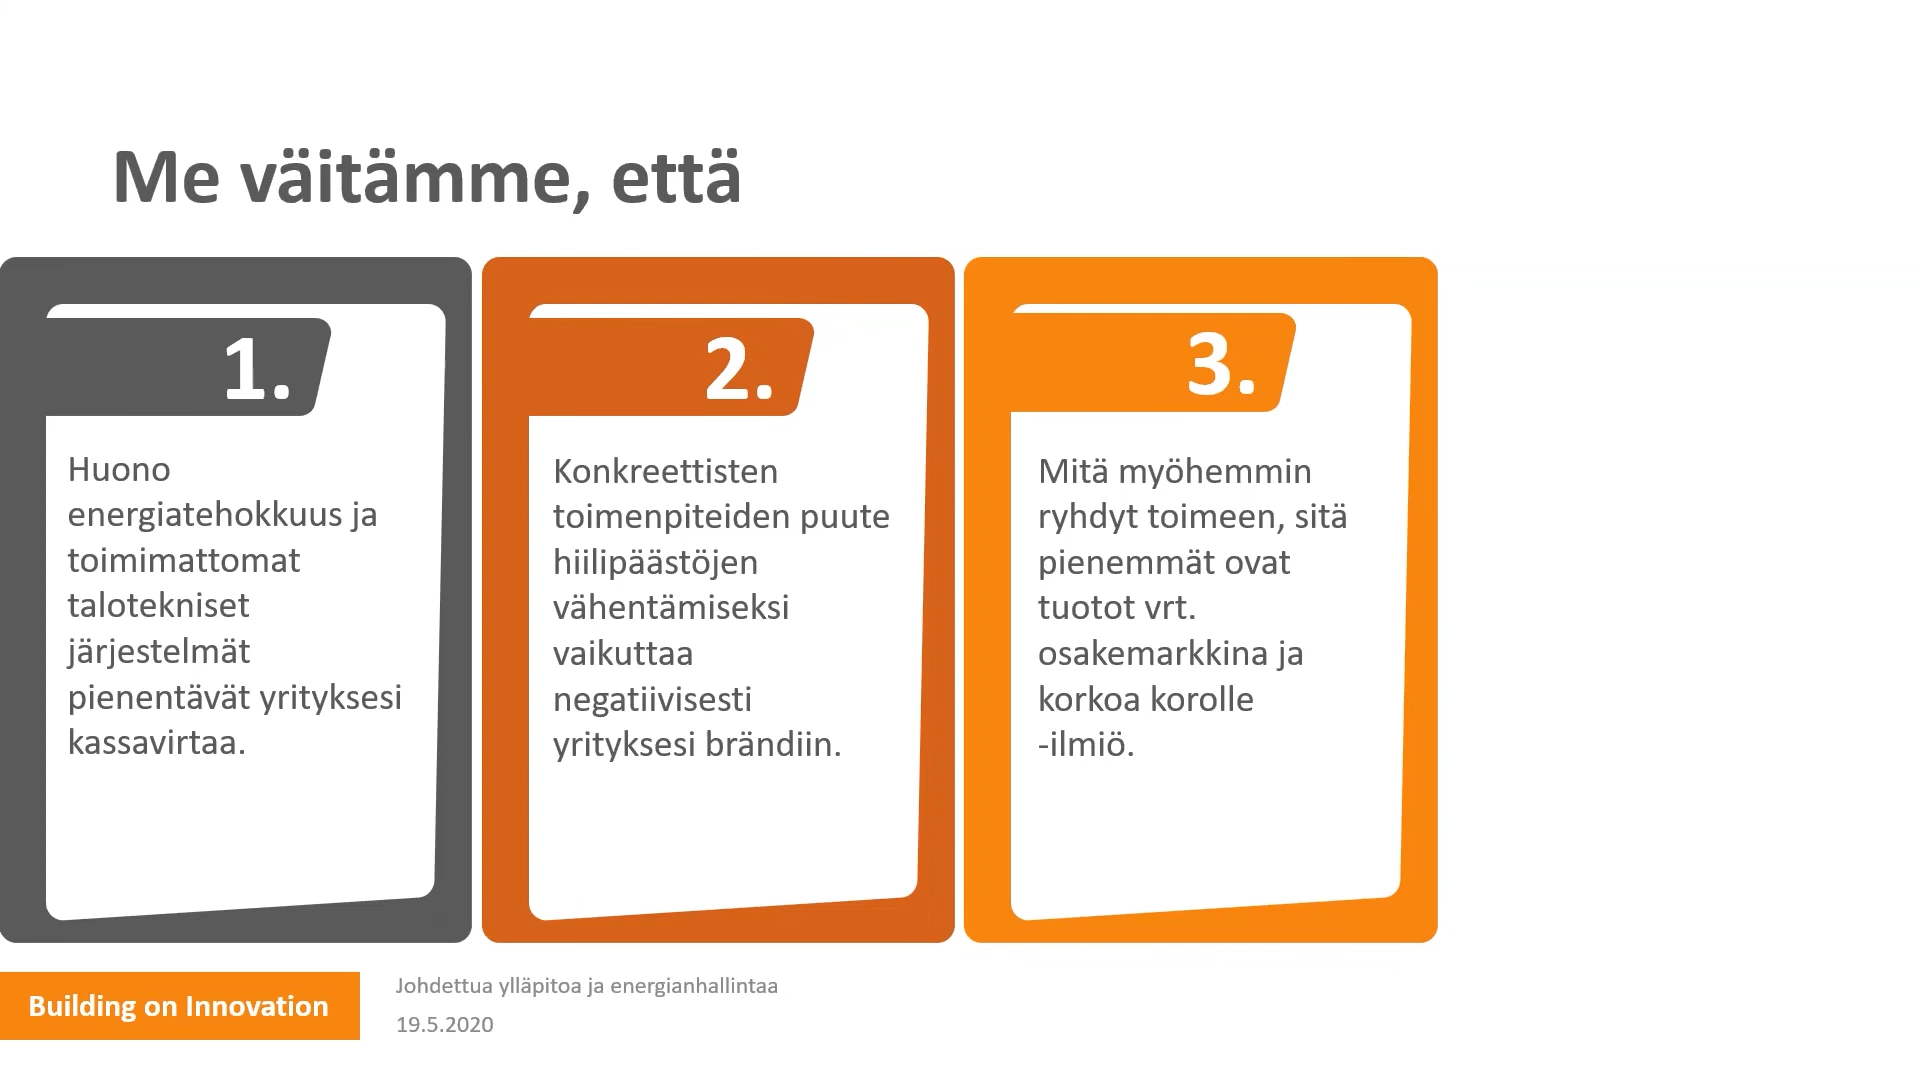 Me väitämme, että
1.
Huono
energiatehokkuus ja
toimimattomat
talotekniset
järjestelmät
pienentävät yrityksesi
kassavirtaa.
2.
Konkreettisten
toimenpiteiden puute
hiilipäästöjen
vähentämiseksi
vaikuttaa
negatiivisesti
yrityksesi brändiin.
3.
Mitä myöhemmin
ryhdyt toimeen, sitä
pienemmät ovat
tuotot vrt.
osakemarkkina ja
korkoa korolle
-ilmiö.
Building on Innovation
Johdettua ylläpitoa ja energianhallintaa
19.5.2020